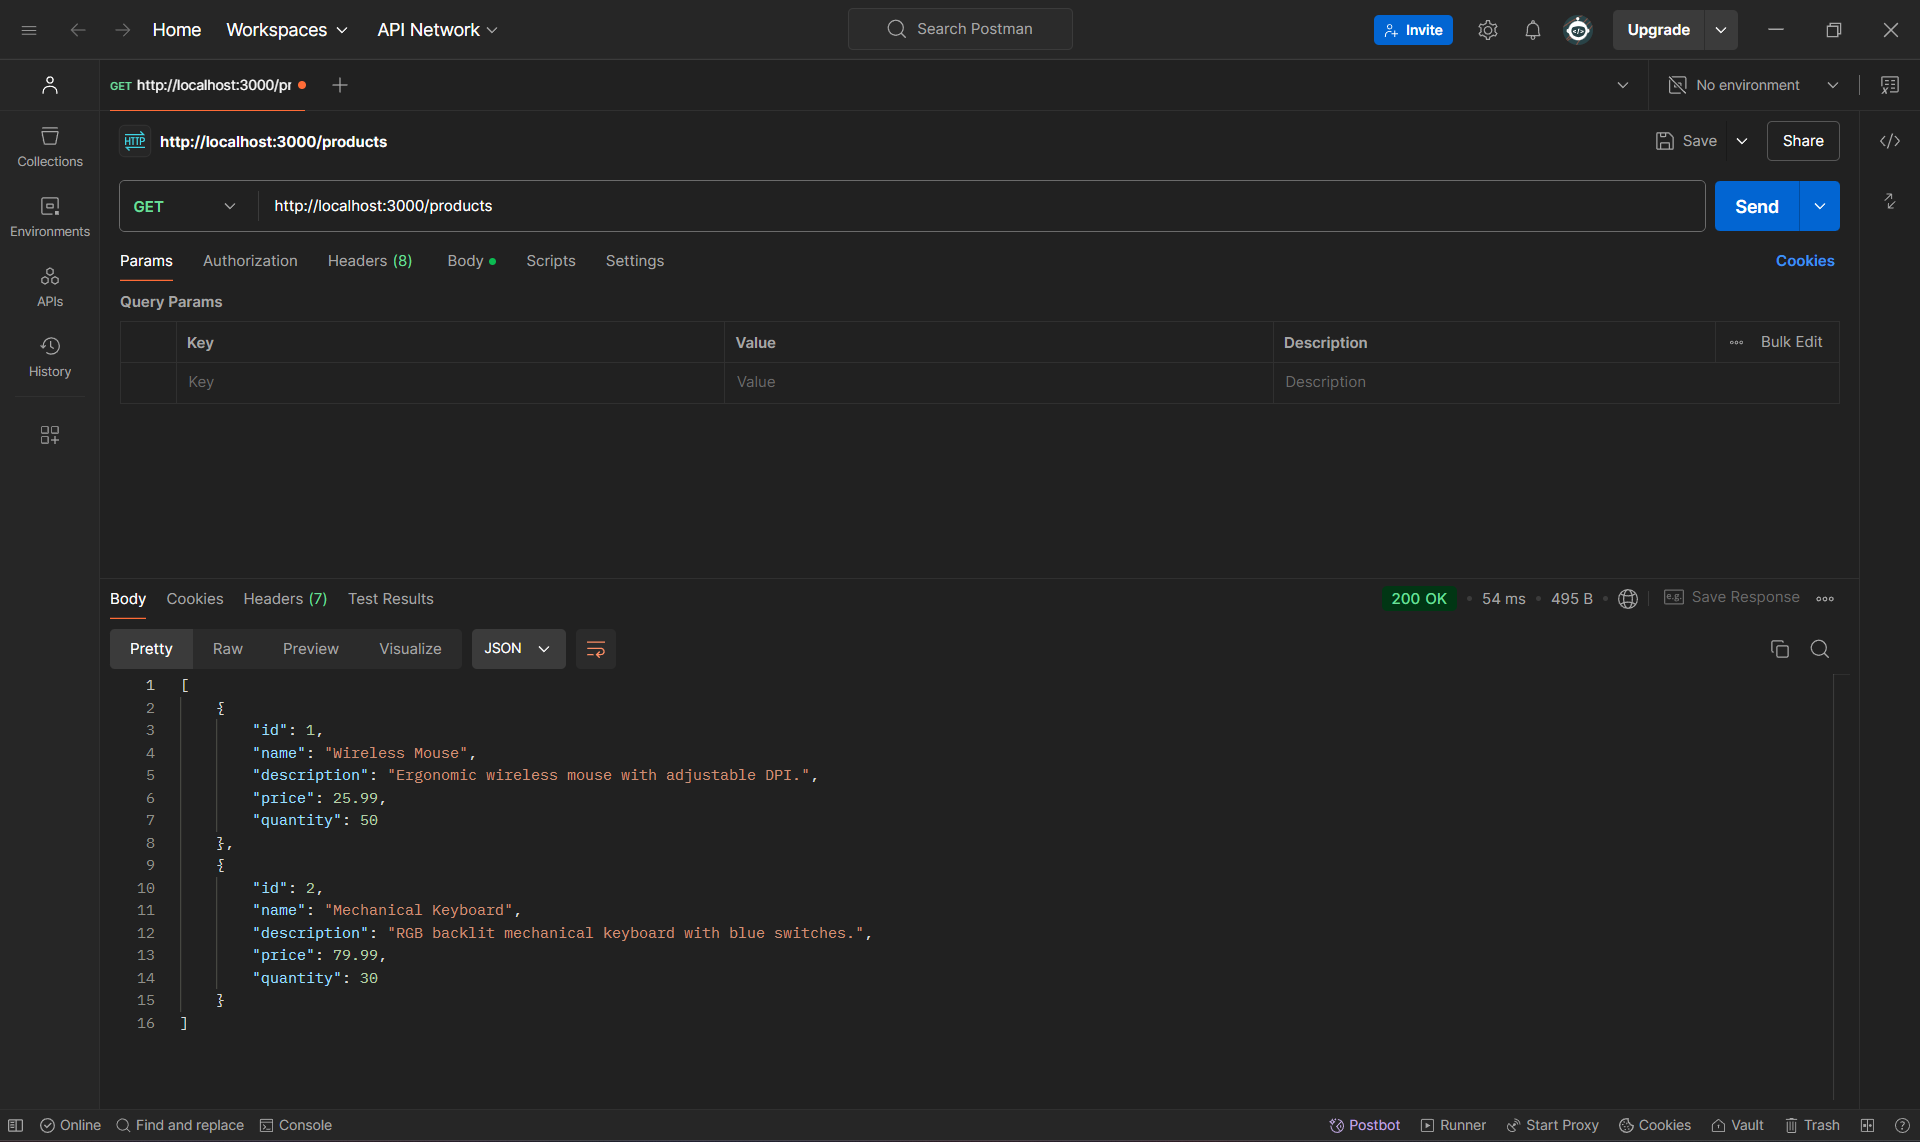 Home Workspaces API Network Search Postman Invite Upgrade
GET http://localhost:3000/pr No environment
HTTP http://localhost:3000/products Save Share
Collections
GET http://localhost:3000/products Send
Environments
Params Authorization Headers (8) Body Scripts Settings Cookies
APIs
Query Params
Key Value Description Bulk Edit
History
Key Value Description
Body Cookies Headers (7) Test Results 200 OK 54 ms 495 B e.g. Save Response
Pretty Raw Preview Visualize JSON
1 [
2 {
3 "id": 1,
4 "name": "Wireless Mouse",
5 "description": "Ergonomic wireless mouse with adjustable DPI.",
6 "price": 25.99,
7 "quantity": 50
8 },
9 {
10 "id": 2,
11 "name": "Mechanical Keyboard",
12 "description": "RGB backlit mechanical keyboard with blue switches.",
13 "price": 79.99,
14 "quantity": 30
15 }
16 ]
Online Find and replace Console Postbot Runner Start Proxy Cookies Vault Trash